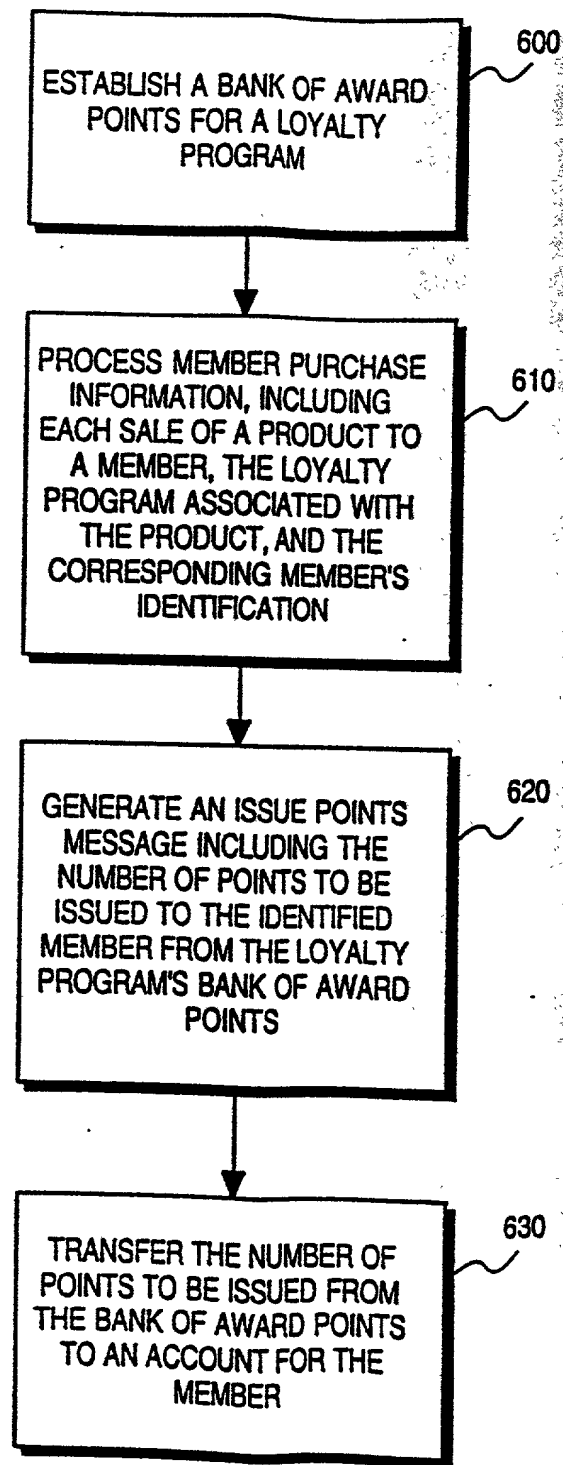 600
ESTABLISH A BANK OF AWARD
POINTS FOR A LOYALTY
PROGRAM
610
PROCESS MEMBER PURCHASE
INFORMATION, INCLUDING
EACH SALE OF A PRODUCT TO
A MEMBER, THE LOYALTY
PROGRAM ASSOCIATED WITH
THE PRODUCT, AND THE
CORRESPONDING MEMBER'S
IDENTIFICATION
620
GENERATE AN ISSUE POINTS
MESSAGE INCLUDING THE
NUMBER OF POINTS TO BE
ISSUED TO THE IDENTIFIED
MEMBER FROM THE LOYALTY
PROGRAM'S BANK OF AWARD
POINTS
630
TRANSFER THE NUMBER OF
POINTS TO BE ISSUED FROM
THE BANK OF AWARD POINTS
TO AN ACCOUNT FOR THE
MEMBER